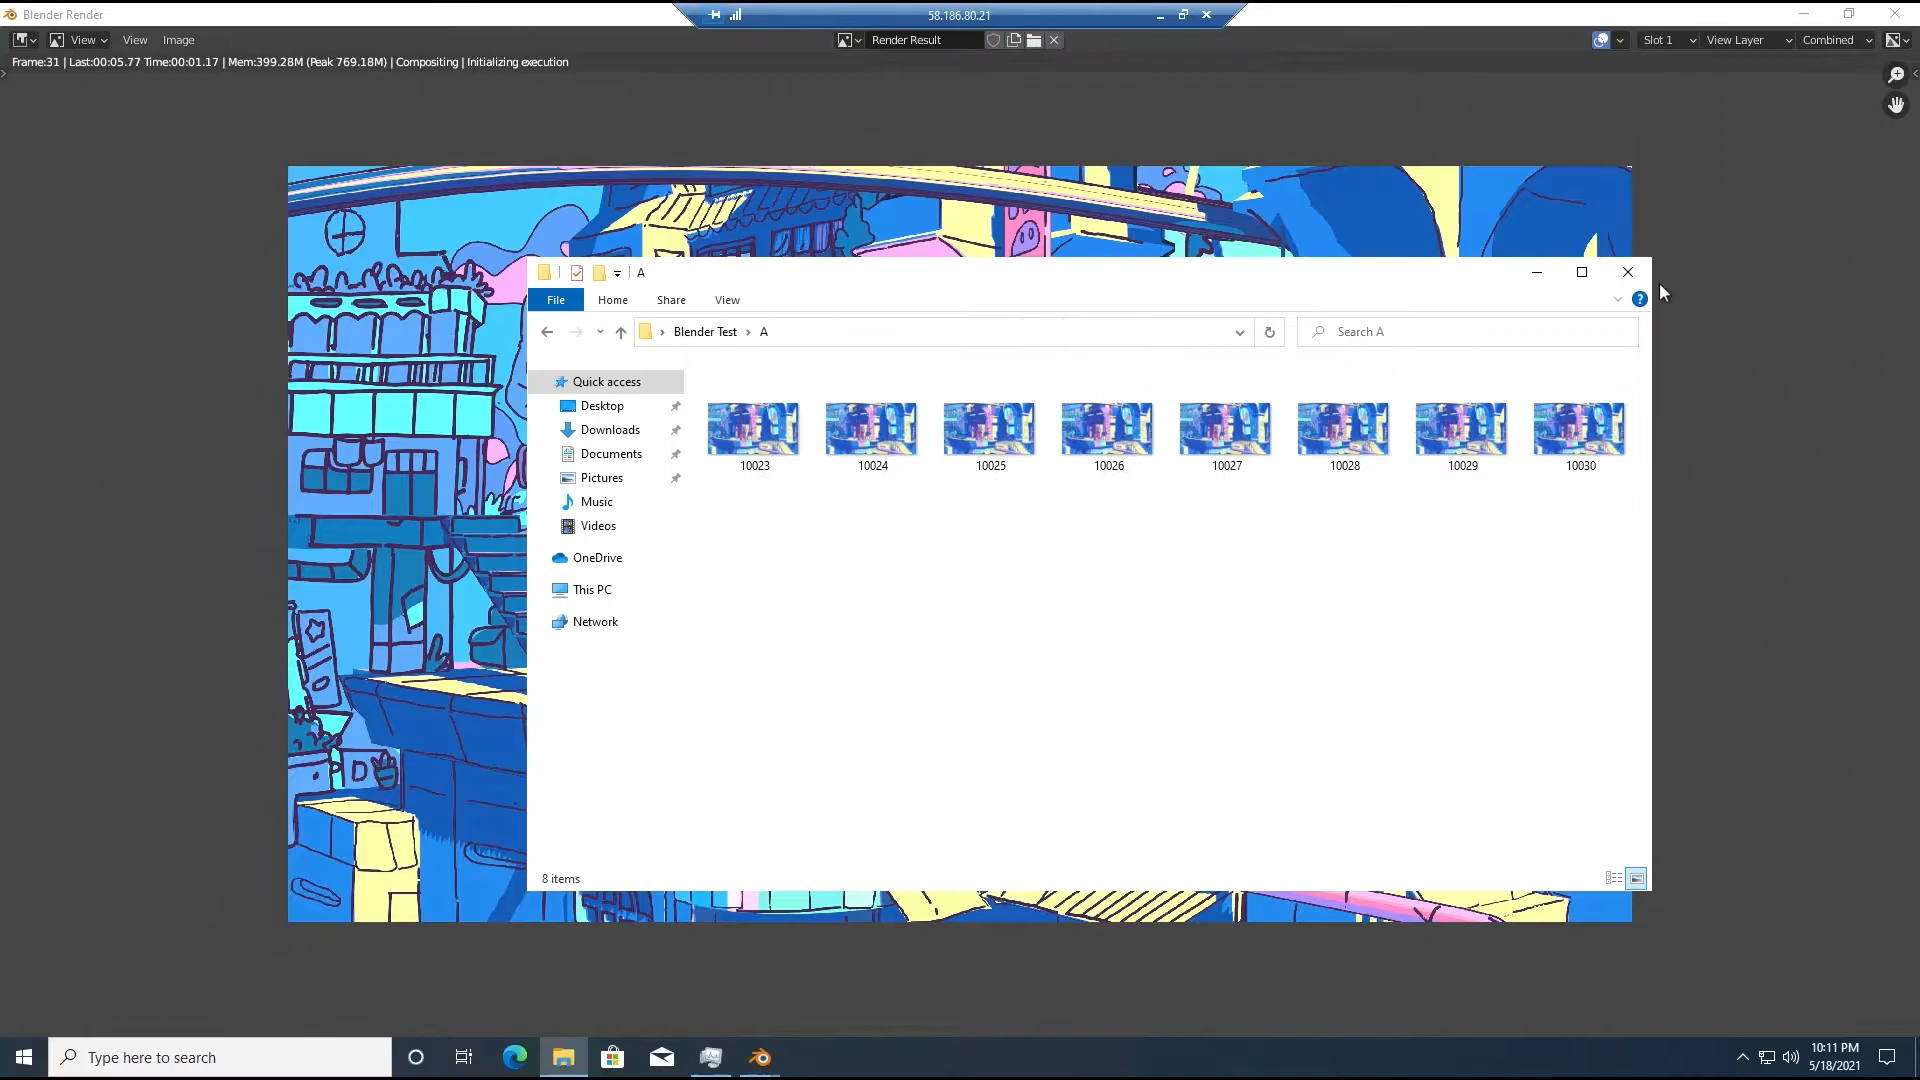 Blender Render
58.186.80.21
View
View
Image
Render Result
Slot 1
View Layer
Combined
Frame:31 | Last:00:05.77 Time:00:01.17 | Mem:399.28M (Peak 769.18M) | Compositing | Initializing execution
A
File
Home
Share
View
Blender Test > A
Search A
Quick access
Desktop
Downloads
Documents
Pictures
Music
Videos
OneDrive
This PC
Network
10023
10024
10025
10026
10027
10028
10029
10030
8 items
Type here to search
10:11 PM
5/18/2021